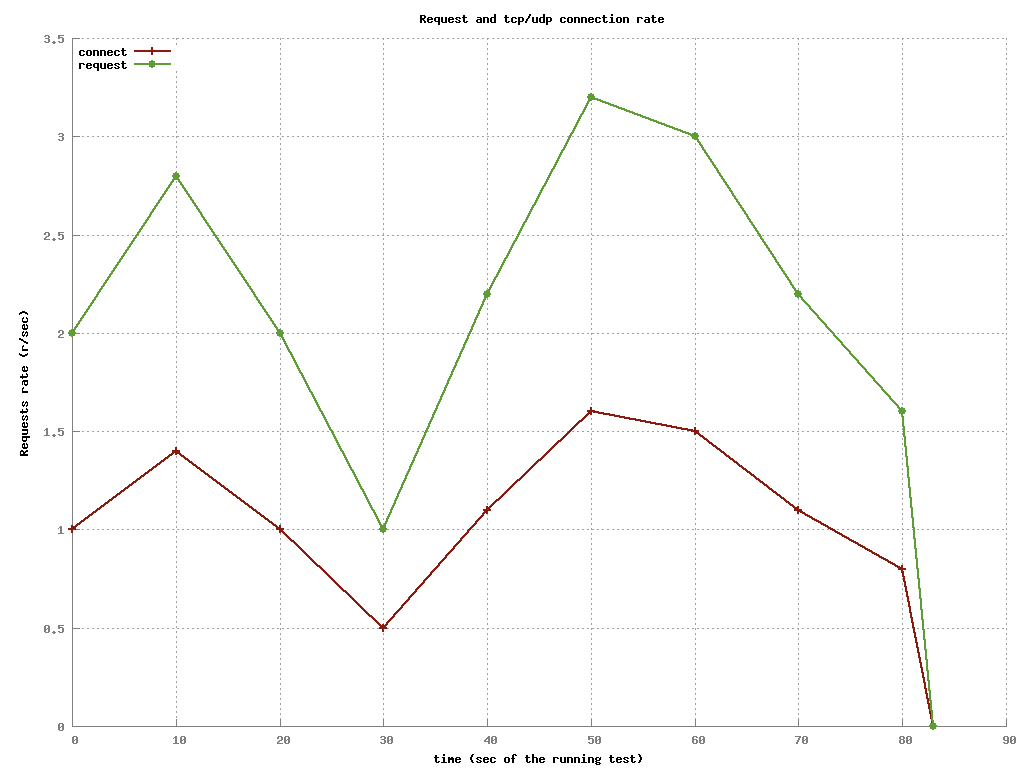 Request and tcp/udp connection rate
connect
request
3.5
3
2.5
2
1.5
1
0.5
0
Requests rate (r/sec)
0 10 20 30 40 50 60 70 80 90
time (sec of the running test)